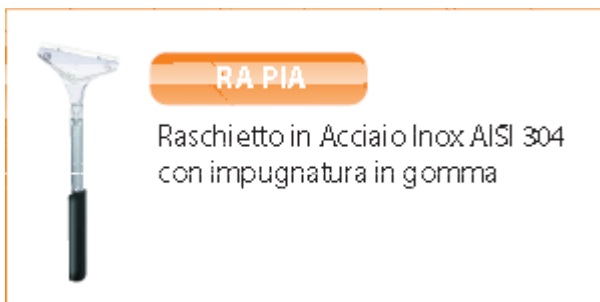 RA PIA
Raschietto in Acciaio Inox AISI 304
con impugnatura in gomma